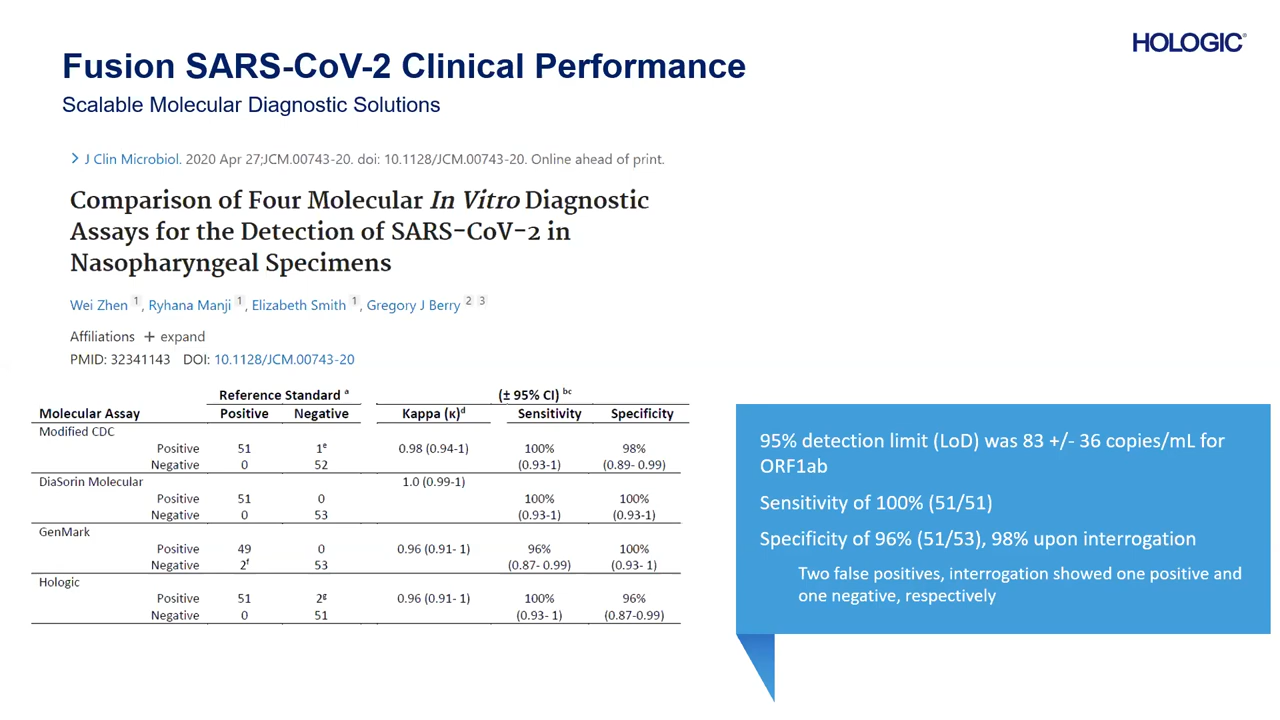 HOLOGIC®
Fusion SARS-CoV-2 Clinical Performance
Scalable Molecular Diagnostic Solutions
J Clin Microbiol. 2020 Apr 27;JCM.00743-20. doi: 10.1128/JCM.00743-20. Online ahead of print.
Comparison of Four Molecular In Vitro Diagnostic
Assays for the Detection of SARS-CoV-2 in
Nasopharyngeal Specimens
Wei Zhen 1, Ryhana Manji 1, Elizabeth Smith 1, Gregory J Berry 2 3
Affiliations + expand
PMID: 32341143 DOI: 10.1128/JCM.00743-20
Reference Standard a (± 95% CI) bc
Molecular Assay Positive Negative Kappa (κ)d Sensitivity Specificity
Modified CDC
Positive 51 1e 0.98 (0.94-1) 100% 98%
Negative 0 52 (0.93-1) (0.89- 0.99)
DiaSorin Molecular 1.0 (0.99-1)
Positive 51 0 100% 100%
Negative 0 53 (0.93-1) (0.93-1)
GenMark
Positive 49 0 0.96 (0.91- 1) 96% 100%
Negative 2f 53 (0.87- 0.99) (0.93- 1)
Hologic
Positive 51 2g 0.96 (0.91- 1) 100% 96%
Negative 0 51 (0.93- 1) (0.87-0.99)
95% detection limit (LoD) was 83 +/- 36 copies/mL for
ORF1ab
Sensitivity of 100% (51/51)
Specificity of 96% (51/53), 98% upon interrogation
Two false positives, interrogation showed one positive and
one negative, respectively